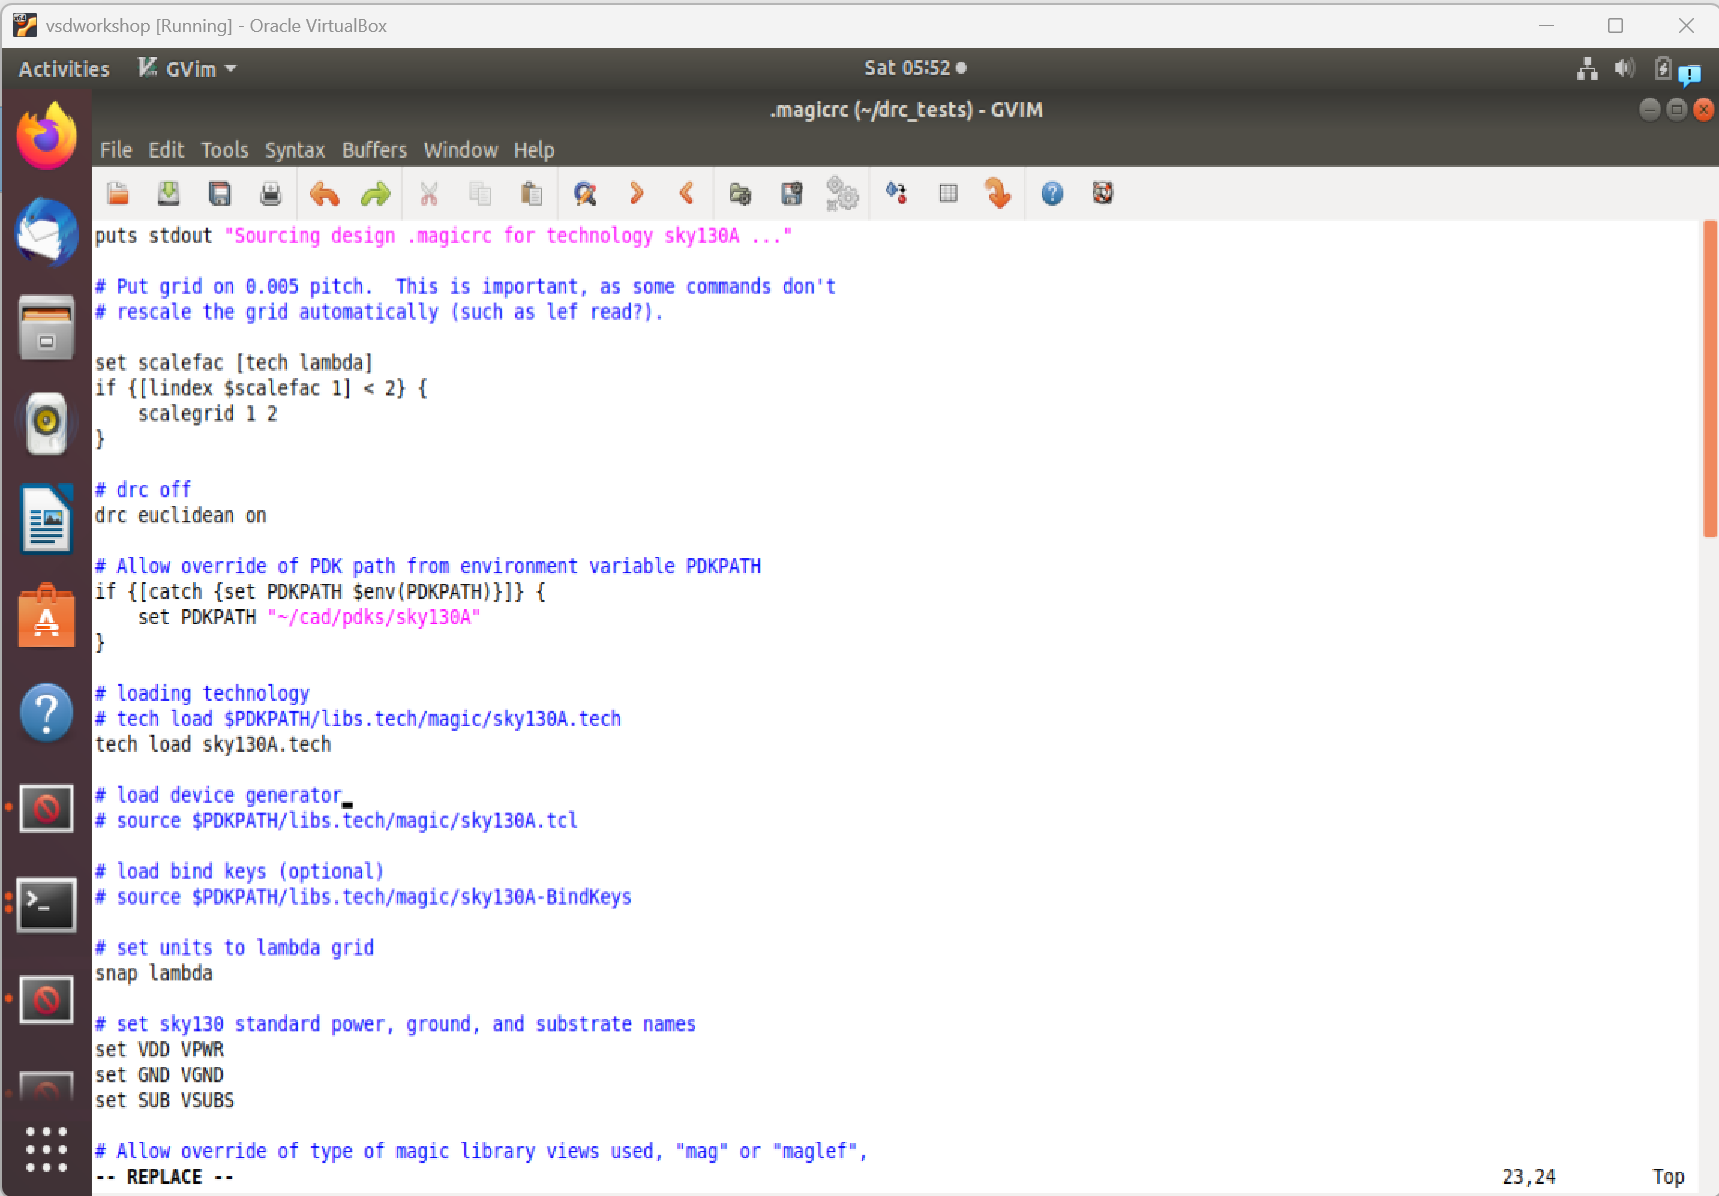 vsdworkshop [Running] - Oracle VirtualBox
Activities GVim Sat 05:52
.magicrc (~/drc_tests) - GVIM
File Edit Tools Syntax Buffers Window Help
puts stdout "Sourcing design .magicrc for technology sky130A ..."
# Put grid on 0.005 pitch.  This is important, as some commands don't
# rescale the grid automatically (such as lef read?).
set scalefac [tech lambda]
if {[lindex $scalefac 1] < 2} {
    scalegrid 1 2
}
# drc off
drc euclidean on
# Allow override of PDK path from environment variable PDKPATH
if {[catch {set PDKPATH $env(PDKPATH)}]} {
    set PDKPATH "~/cad/pdks/sky130A"
}
# loading technology
# tech load $PDKPATH/libs.tech/magic/sky130A.tech
tech load sky130A.tech
# load device generator
# source $PDKPATH/libs.tech/magic/sky130A.tcl
# load bind keys (optional)
# source $PDKPATH/libs.tech/magic/sky130A-BindKeys
# set units to lambda grid
snap lambda
# set sky130 standard power, ground, and substrate names
set VDD VPWR
set GND VGND
set SUB VSUBS
# Allow override of type of magic library views used, "mag" or "maglef",
-- REPLACE -- 23,24 Top